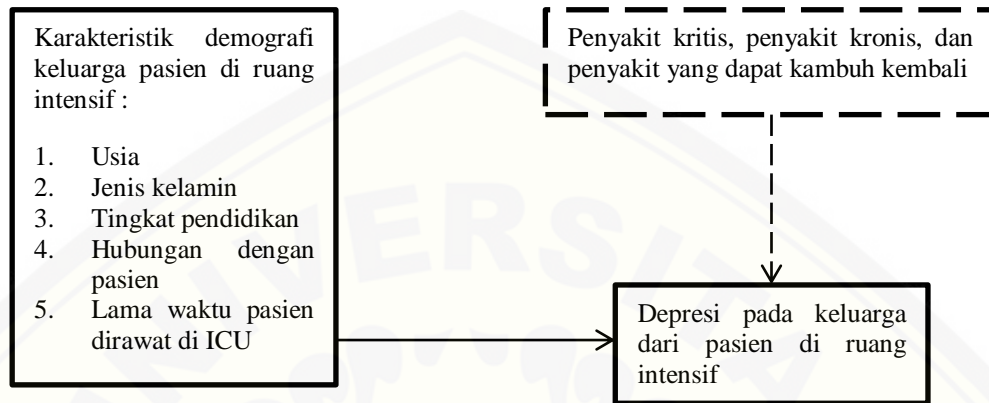 Karakteristik demografi
keluarga pasien di ruang
intensif :
1. Usia
2. Jenis kelamin
3. Tingkat pendidikan
4. Hubungan dengan
pasien
5. Lama waktu pasien
dirawat di ICU
Penyakit kritis, penyakit kronis, dan
penyakit yang dapat kambuh kembali
Depresi pada keluarga
dari pasien di ruang
intensif